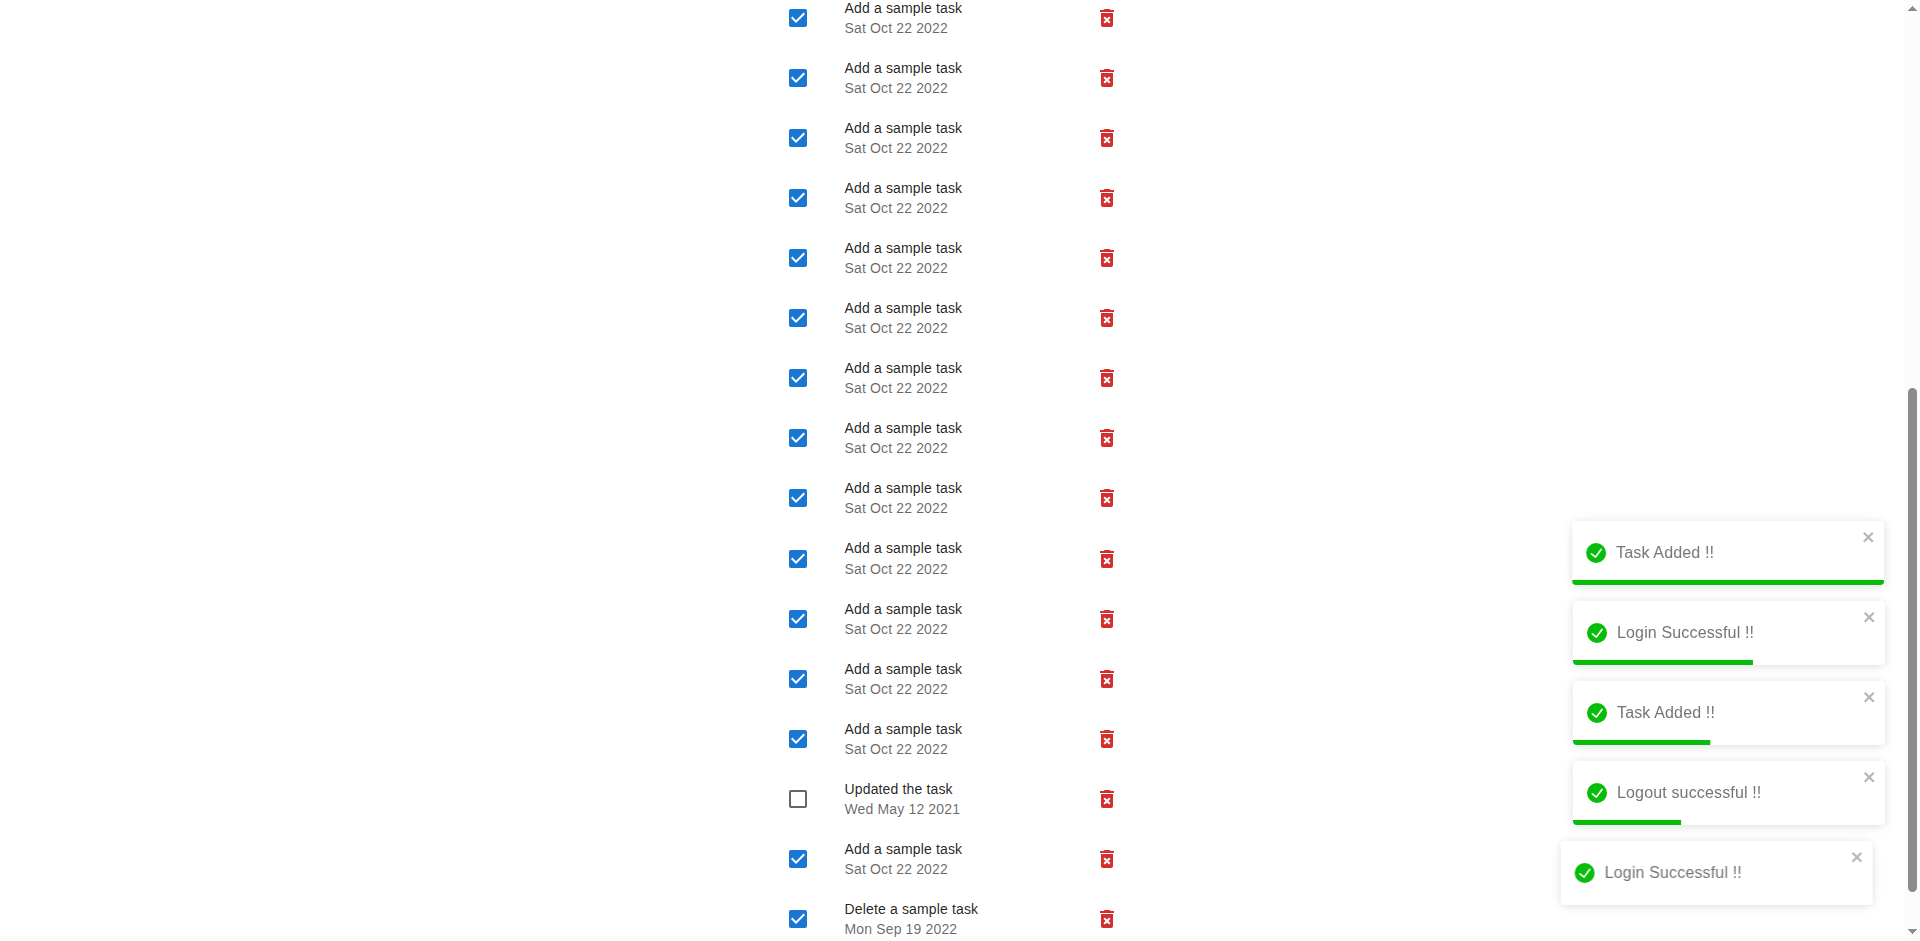 Add a sample task
Sat Oct 22 2022
Add a sample task
Sat Oct 22 2022
Add a sample task
Sat Oct 22 2022
Add a sample task
Sat Oct 22 2022
Add a sample task
Sat Oct 22 2022
Add a sample task
Sat Oct 22 2022
Add a sample task
Sat Oct 22 2022
Add a sample task
Sat Oct 22 2022
Add a sample task
Sat Oct 22 2022
Add a sample task
Sat Oct 22 2022
Add a sample task
Sat Oct 22 2022
Add a sample task
Sat Oct 22 2022
Add a sample task
Sat Oct 22 2022
Updated the task
Wed May 12 2021
Add a sample task
Sat Oct 22 2022
Delete a sample task
Mon Sep 19 2022
Task Added !!
Login Successful !!
Task Added !!
Logout successful !!
Login Successful !!